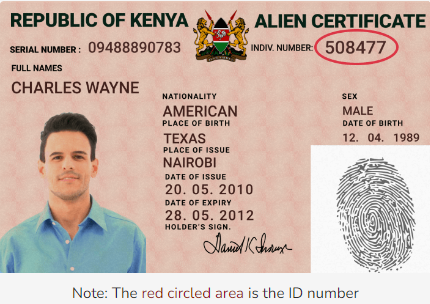 REPUBLIC OF KENYA ALIEN CERTIFICATE
SERIAL NUMBER : 09488890783 INDIV. NUMBER: 508477
FULL NAMES
CHARLES WAYNE
NATIONALITY
AMERICAN
PLACE OF BIRTH
TEXAS
PLACE OF ISSUE
NAIROBI
DATE OF ISSUE
20. 05. 2010
DATE OF EXPIRY
28. 05. 2012
HOLDER'S SIGN.
SEX
MALE
DATE OF BIRTH
12. 04. 1989
Note: The red circled area is the ID number